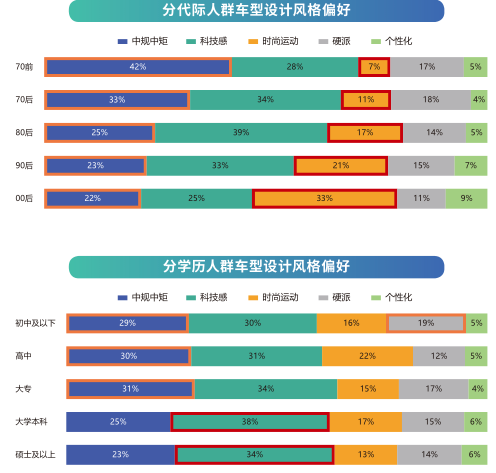 分代际人群车型设计风格偏好
中规中矩 科技感 时尚运动 硬派 个性化
70前 42% 28% 7% 17% 5%
70后 33% 34% 11% 18% 4%
80后 25% 39% 17% 14% 5%
90后 23% 33% 21% 15% 7%
00后 22% 25% 33% 11% 9%
分学历人群车型设计风格偏好
中规中矩 科技感 时尚运动 硬派 个性化
初中及以下 29% 30% 16% 19% 5%
高中 30% 31% 22% 12% 5%
大专 31% 34% 15% 17% 4%
大学本科 25% 38% 17% 15% 6%
硕士及以上 23% 34% 13% 14% 6%